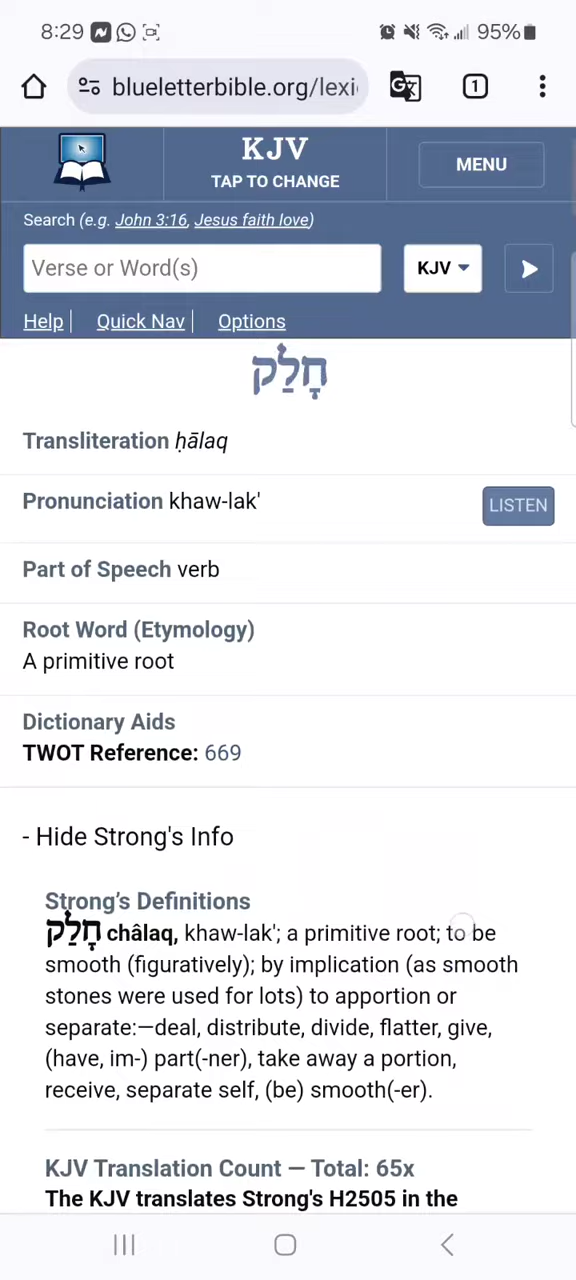 8:29 95%
blueletterbible.org/lexi 1
KJV
TAP TO CHANGE
MENU
Search (e.g. John 3:16, Jesus faith love)
Verse or Word(s) KJV
Help Quick Nav Options
חָלַק
Transliteration ḥālaq
Pronunciation khaw-lak' LISTEN
Part of Speech verb
Root Word (Etymology)
A primitive root
Dictionary Aids
TWOT Reference: 669
- Hide Strong's Info
Strong’s Definitions
חָלַק châlaq, khaw-lak'; a primitive root; to be
smooth (figuratively); by implication (as smooth
stones were used for lots) to apportion or
separate:—deal, distribute, divide, flatter, give,
(have, im-) part(-ner), take away a portion,
receive, separate self, (be) smooth(-er).
KJV Translation Count — Total: 65x
The KJV translates Strong's H2505 in the